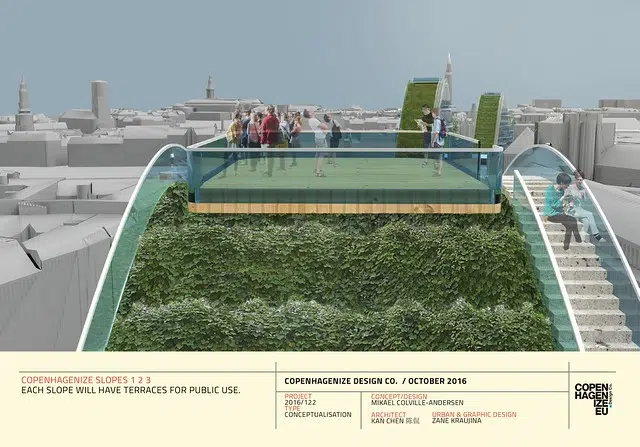 COPENHAGENIZE SLOPES 1 2 3
EACH SLOPE WILL HAVE TERRACES FOR PUBLIC USE.
COPENHAGENIZE DESIGN CO. / OCTOBER 2016
PROJECT
2016/122
TYPE
CONCEPTUALISATION
CONCEPT/DESIGN
MIKAEL COLVILLE-ANDERSEN
ARCHITECT
KAN CHEN 陈侃
URBAN & GRAPHIC DESIGN
ZANE KRAUJINA
COPEN
HAGEN
IZE
EU